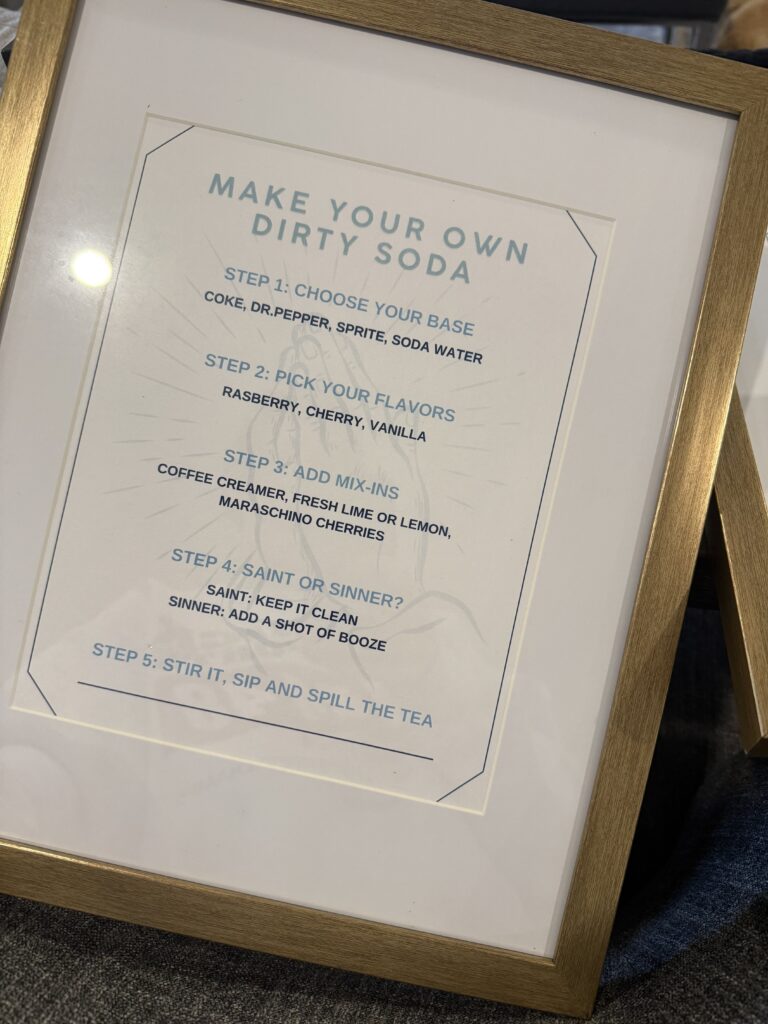 MAKE YOUR OWN
DIRTY SODA
STEP 1: CHOOSE YOUR BASE
COKE, DR.PEPPER, SPRITE, SODA WATER
STEP 2: PICK YOUR FLAVORS
RASBERRY, CHERRY, VANILLA
STEP 3: ADD MIX-INS
COFFEE CREAMER, FRESH LIME OR LEMON,
MARASCHINO CHERRIES
STEP 4: SAINT OR SINNER?
SAINT: KEEP IT CLEAN
SINNER: ADD A SHOT OF BOOZE
STEP 5: STIR IT, SIP AND SPILL THE TEA